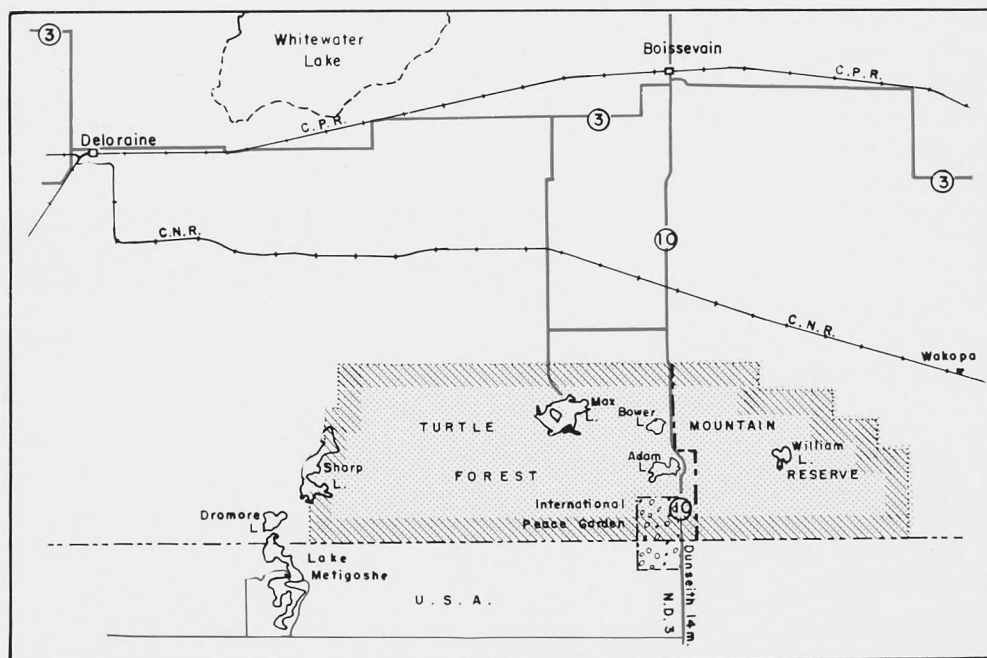 3
Whitewater
Lake
Boissevain
C.P.R.
C.P.R.
3
Deloraine
3
C.N.R.
10
C.N.R.
Wakopa
Max
L.
Bower
L.
TURTLE
MOUNTAIN
William
L.
Sharp
L.
Adam
L.
FOREST
RESERVE
International
Peace Garden
10
Dromore
L.
Lake
Metigoshe
U.S.A.
N.D. 3
Dunseith 14 m.